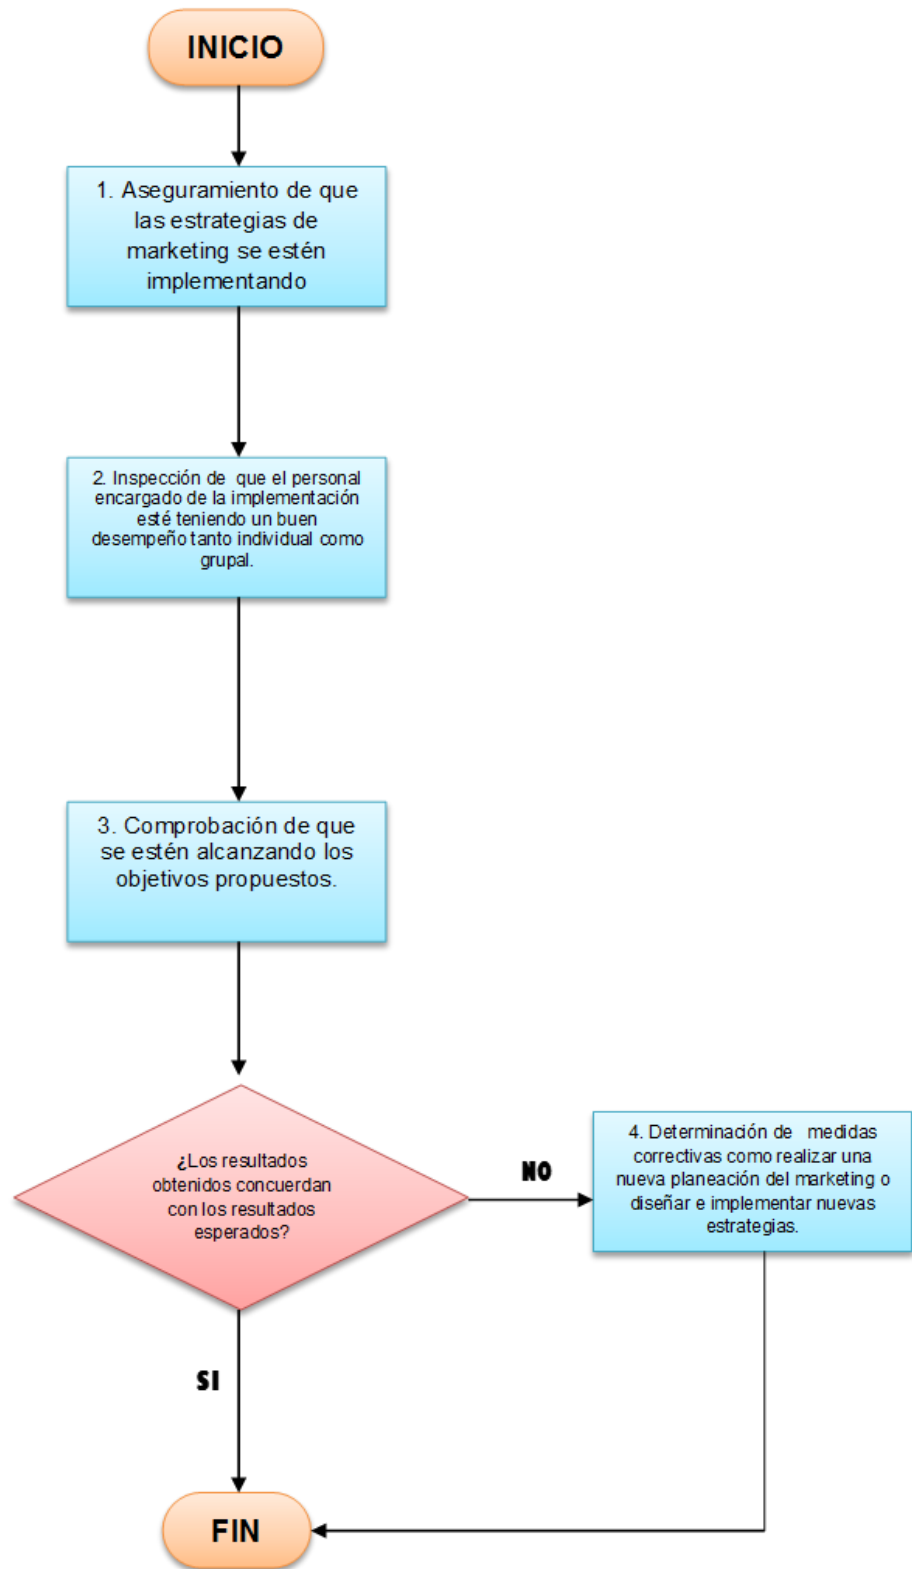 INICIO
1. Aseguramiento de que
las estrategias de
marketing se estén
implementando
2. Inspección de que el personal
encargado de la implementación
esté teniendo un buen
desempeño tanto individual como
grupal.
3. Comprobación de que
se estén alcanzando los
objetivos propuestos.
¿Los resultados
obtenidos concuerdan
con los resultados
esperados?
NO
4. Determinación de medidas
correctivas como realizar una
nueva planeación del marketing o
diseñar e implementar nuevas
estrategias.
SI
FIN